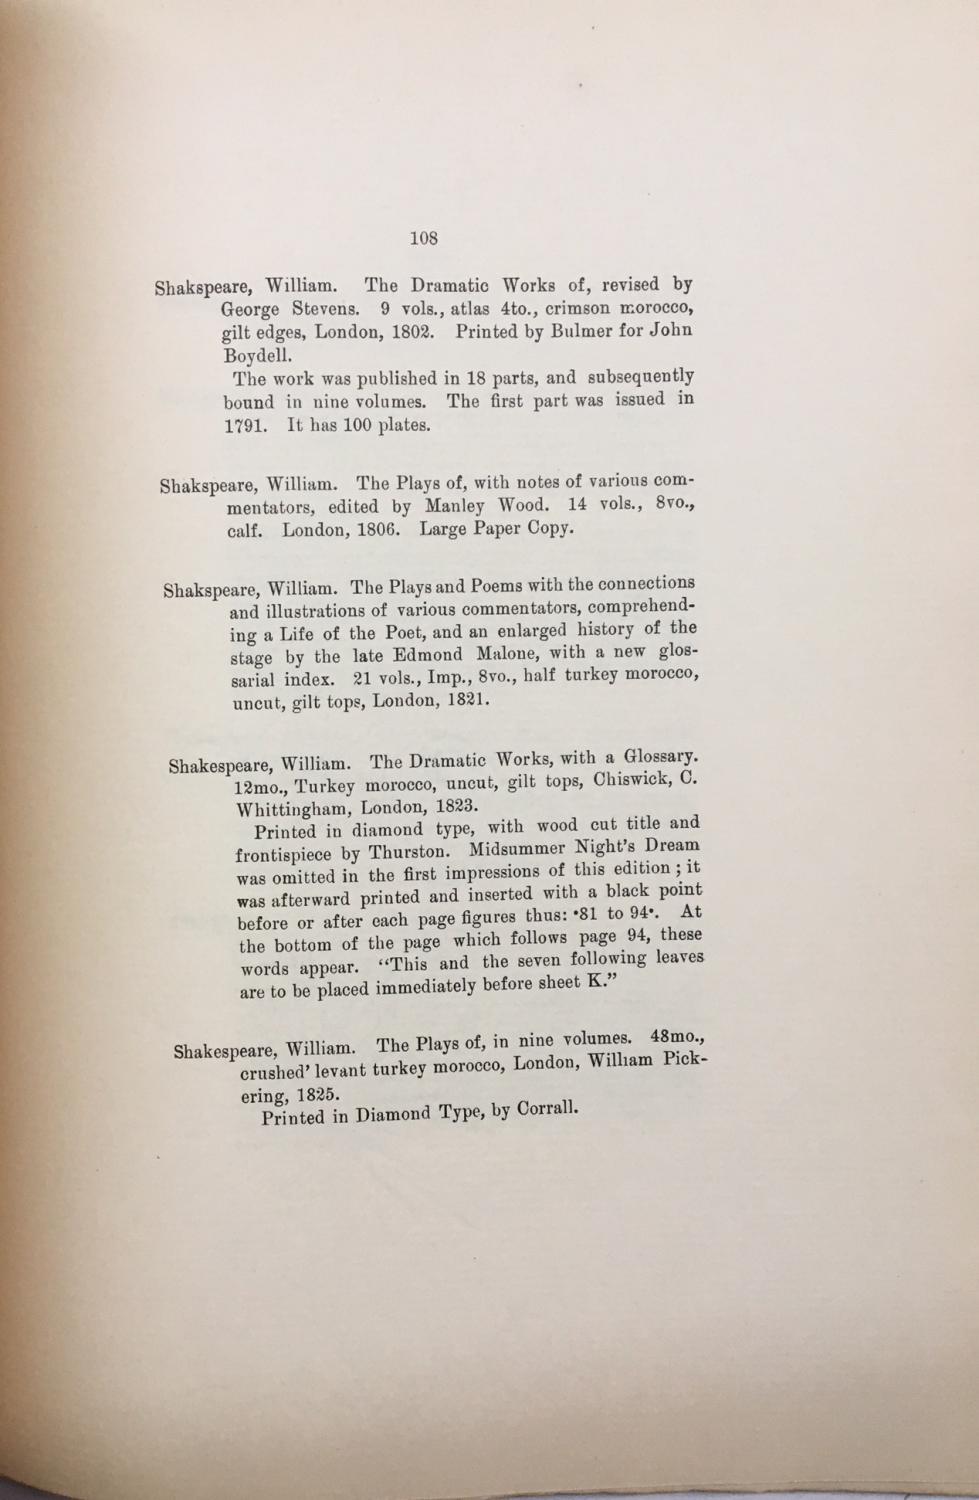 108
Shakspeare, William. The Dramatic Works of, revised by
George Stevens. 9 vols., atlas 4to., crimson morocco,
gilt edges, London, 1802. Printed by Bulmer for John
Boydell.
The work was published in 18 parts, and subsequently
bound in nine volumes. The first part was issued in
1791. It has 100 plates.
Shakspeare, William. The Plays of, with notes of various com-
mentators, edited by Manley Wood. 14 vols., 8vo.,
calf. London, 1806. Large Paper Copy.
Shakspeare, William. The Plays and Poems with the connections
and illustrations of various commentators, comprehend-
ing a Life of the Poet, and an enlarged history of the
stage by the late Edmond Malone, with a new glos-
sarial index. 21 vols., Imp., 8vo., half turkey morocco,
uncut, gilt tops, London, 1821.
Shakespeare, William. The Dramatic Works, with a Glossary.
12mo., Turkey morocco, uncut, gilt tops, Chiswick, C.
Whittingham, London, 1823.
Printed in diamond type, with wood cut title and
frontispiece by Thurston. Midsummer Night's Dream
was omitted in the first impressions of this edition ; it
was afterward printed and inserted with a black point
before or after each page figures thus: •81 to 94•. At
the bottom of the page which follows page 94, these
words appear. “This and the seven following leaves
are to be placed immediately before sheet K.”
Shakespeare, William. The Plays of, in nine volumes. 48mo.,
crushed' levant turkey morocco, London, William Pick-
ering, 1825.
Printed in Diamond Type, by Corrall.